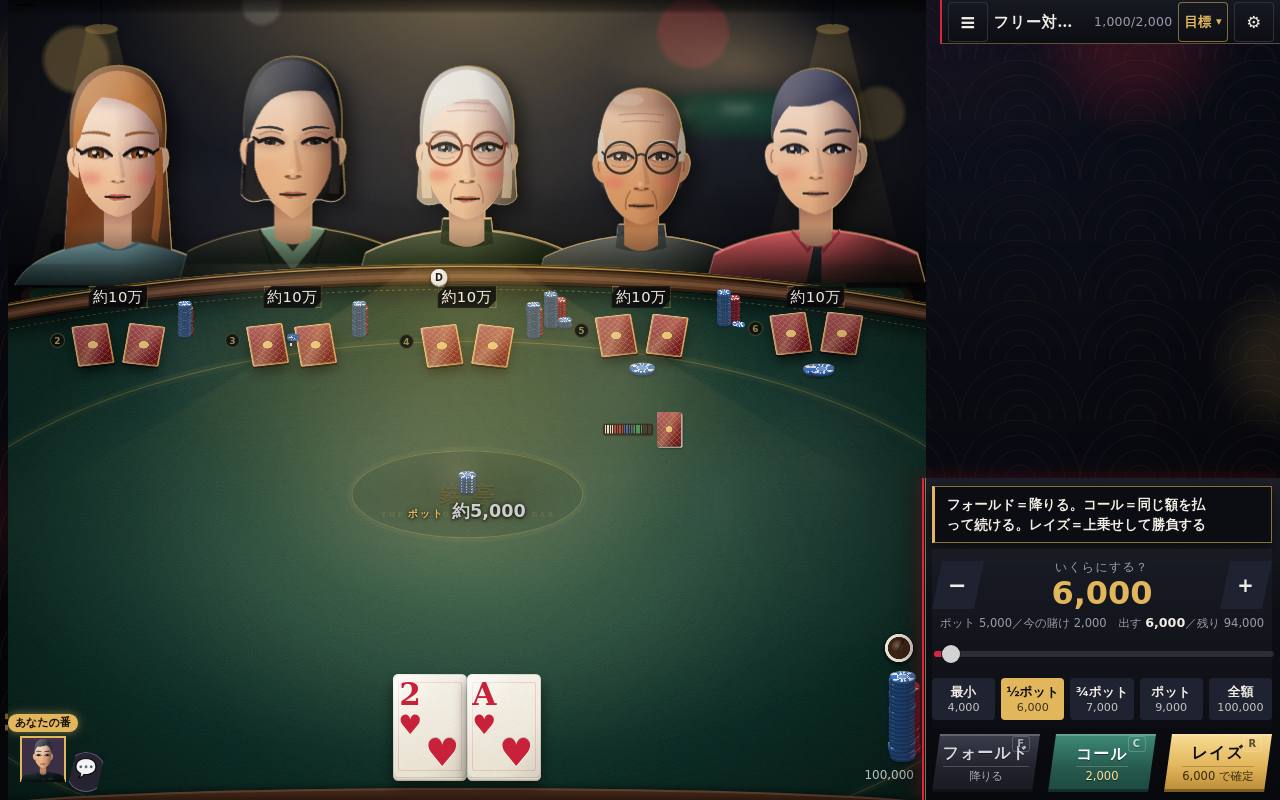 フリー対…
1,000/2,000
目標 ▾
D
約10万
約10万
約10万
約10万
約10万
2
3
4
5
6
ポット 約5,000
フォールド＝降りる。コール＝同じ額を払
って続ける。レイズ＝上乗せして勝負する
いくらにする？
− 6,000 +
ポット 5,000／今の賭け 2,000 出す 6,000／残り 94,000
最小
4,000
½ポット
6,000
¾ポット
7,000
ポット
9,000
全額
100,000
フォールド F
降りる
コール C
2,000
レイズ R
6,000 で確定
2
A
あなたの番
100,000